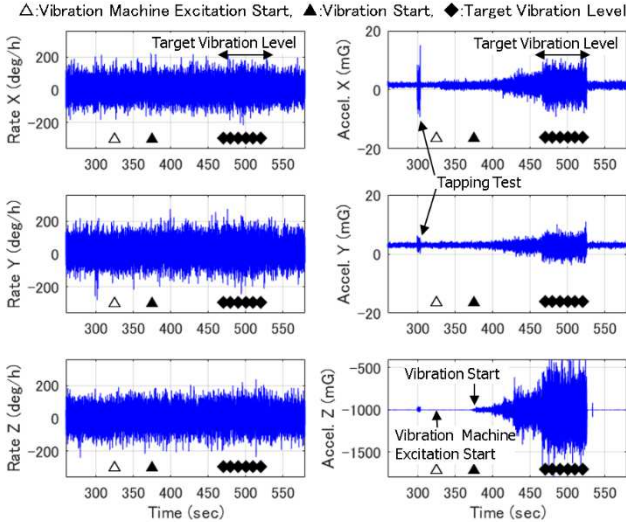 △:Vibration Machine Excitation Start, ▲:Vibration Start, ◆:Target Vibration Level
Rate X (deg/h)
200
0
-200
Target Vibration Level
300 350 400 450 500 550
Accel. X (mG)
20
0
-20
Target Vibration Level
300 350 400 450 500 550
Tapping Test
Rate Y (deg/h)
200
0
-200
300 350 400 450 500 550
Accel. Y (mG)
20
0
-20
300 350 400 450 500 550
Rate Z (deg/h)
200
0
-200
300 350 400 450 500 550
Time (sec)
Accel. Z (mG)
-500
-1000
-1500
Vibration Start
Vibration Machine
Excitation Start
300 350 400 450 500 550
Time (sec)